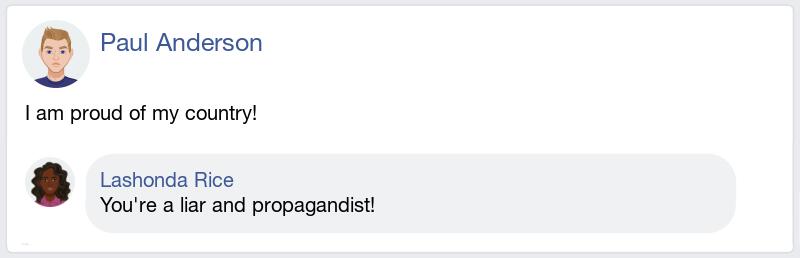 Paul Anderson
I am proud of my country!
Lashonda Rice
You're a liar and propagandist!